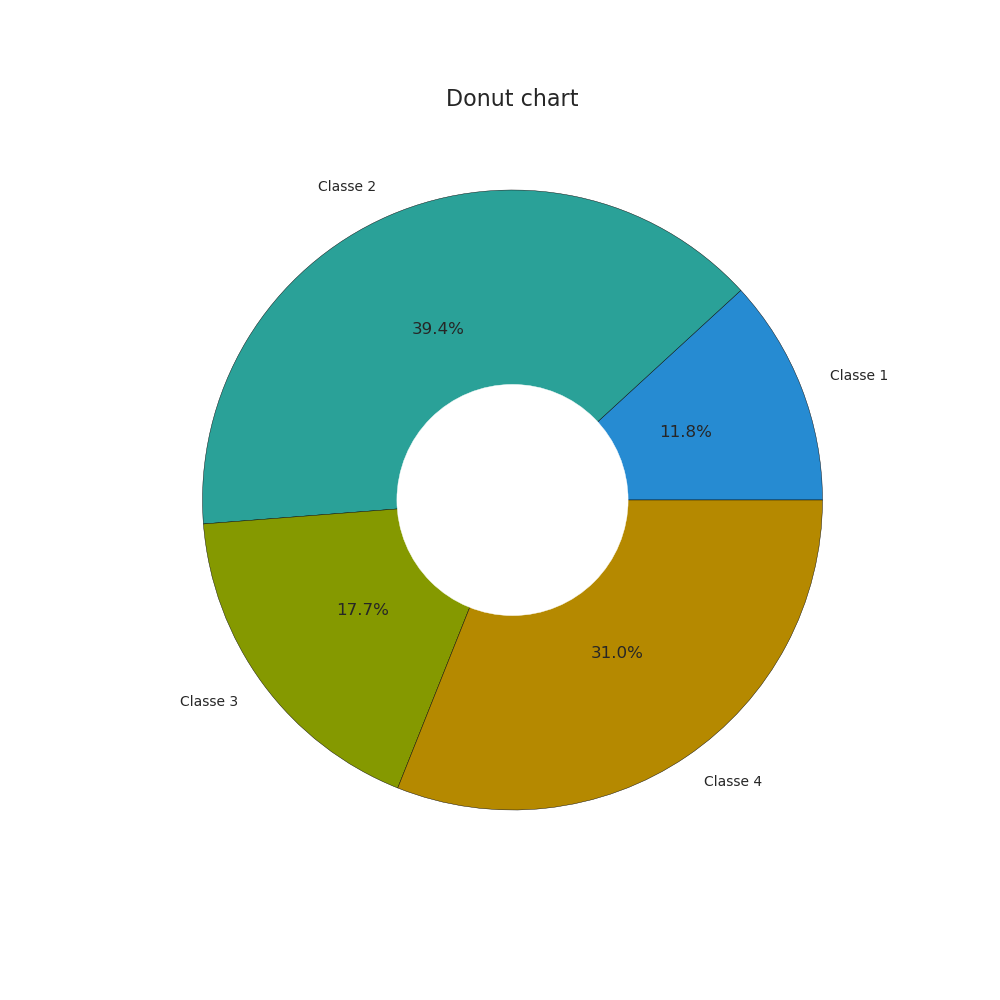 Donut chart
Classe 2
39.4%
Classe 1
11.8%
17.7%
31.0%
Classe 3
Classe 4